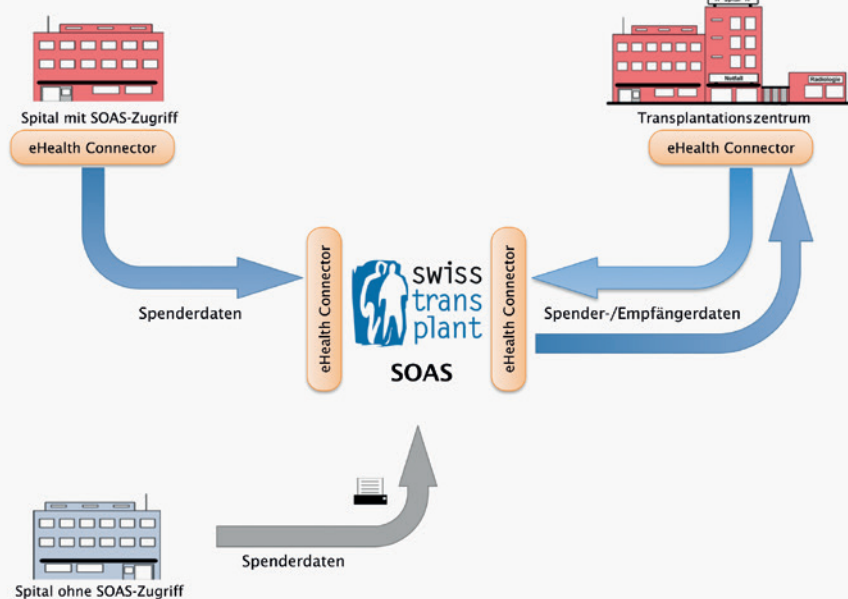 Notfall
Radiologie
Spital mit SOAS-Zugriff
Transplantationszentrum
eHealth Connector
eHealth Connector
eHealth Connector
swiss
trans
plant
SOAS
eHealth Connector
Spenderdaten
Spender-/Empfängerdaten
Spenderdaten
Spital ohne SOAS-Zugriff